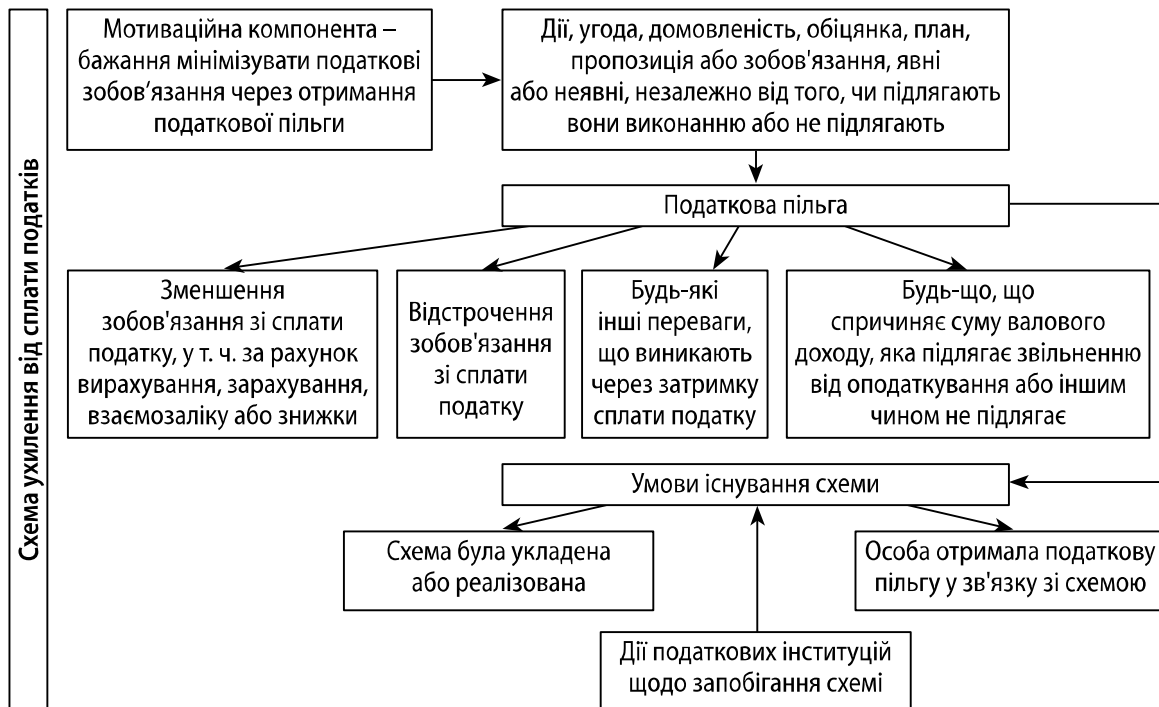 Схема ухилення від сплати податків
Мотиваційна компонента –
бажання мінімізувати податкові
зобов’язання через отримання
податкової пільги
Дії, угода, домовленість, обіцянка, план,
пропозиція або зобов'язання, явні
або неявні, незалежно від того, чи підлягають
вони виконанню або не підлягають
Податкова пільга
Зменшення
зобов'язання зі сплати
податку, у т. ч. за рахунок
вирахування, зарахування,
взаємозаліку або знижки
Відстрочення
зобов'язання
зі сплати
податку
Будь-які
інші переваги,
що виникають
через затримку
сплати податку
Будь-що, що
спричиняє суму валового
доходу, яка підлягає звільненню
від оподаткування або іншим
чином не підлягає
Умови існування схеми
Схема була укладена
або реалізована
Особа отримала податкову
пільгу у зв'язку зі схемою
Дії податкових інституцій
щодо запобігання схемі